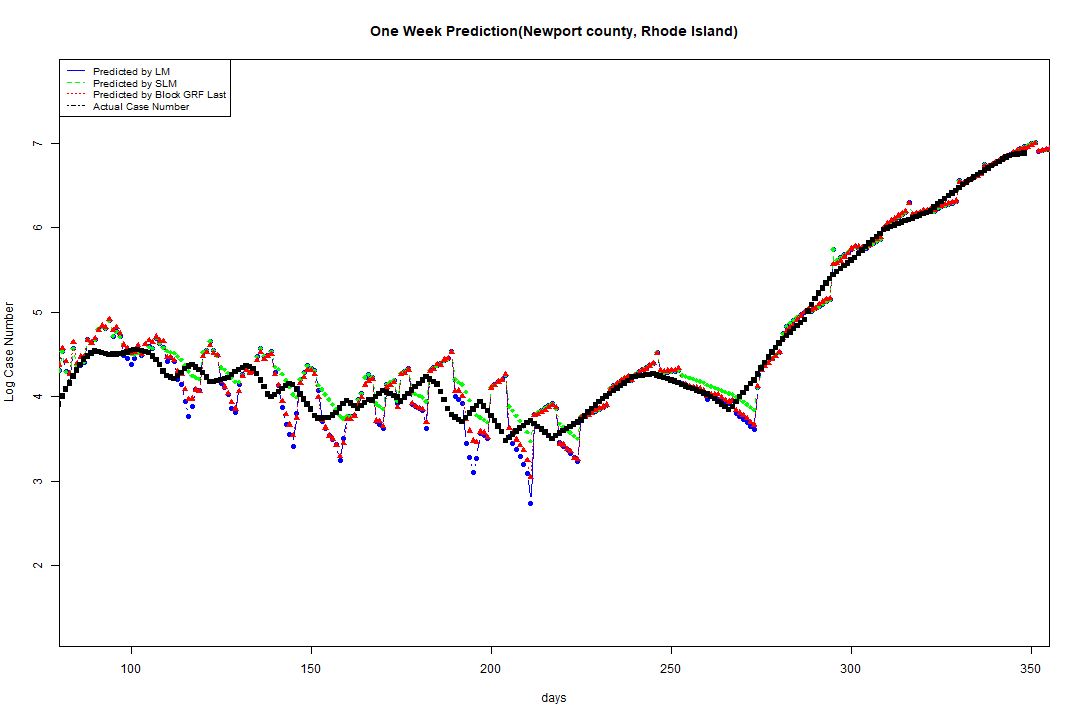 One Week Prediction(Newport county, Rhode Island)
Predicted by LM
Predicted by SLM
Predicted by Block GRF Last
Actual Case Number
Log Case Number
7
6
5
4
3
2
100 150 200 250 300 350
days